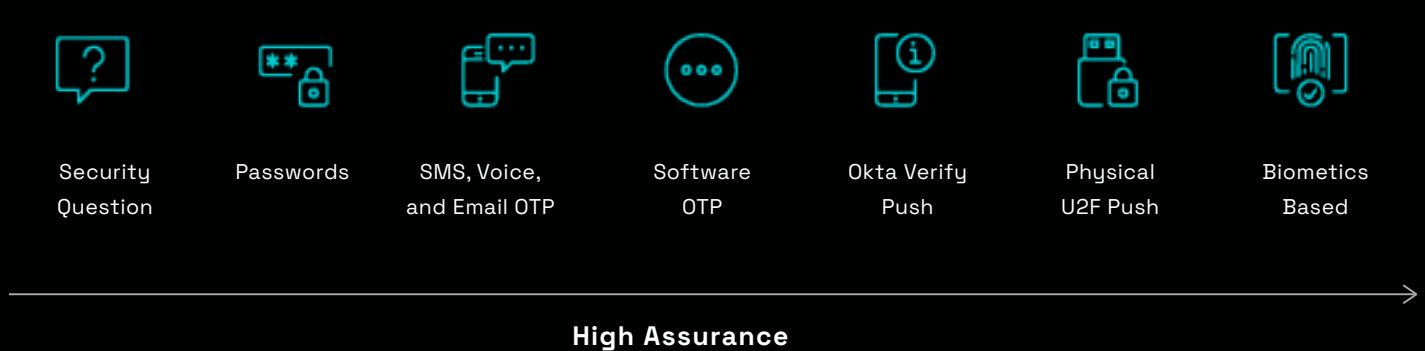 Security
Question
Passwords
SMS, Voice,
and Email OTP
Software
OTP
Okta Verify
Push
Physical
U2F Push
Biometics
Based
High Assurance